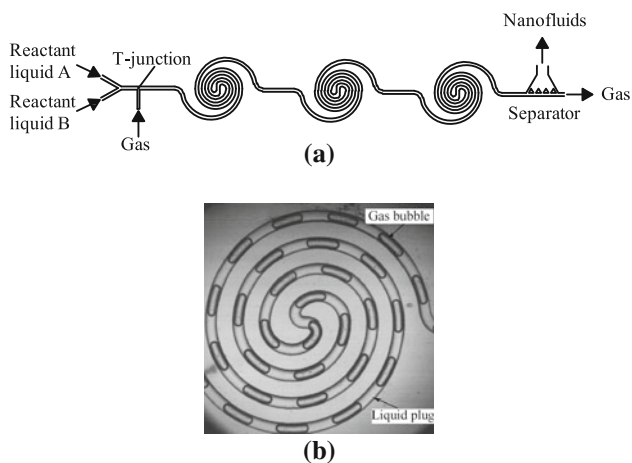 Nanofluids
Reactant
liquid A
T-junction
Reactant
liquid B
Gas
Separator
Gas
(a)
Gas bubble
Liquid plug
(b)